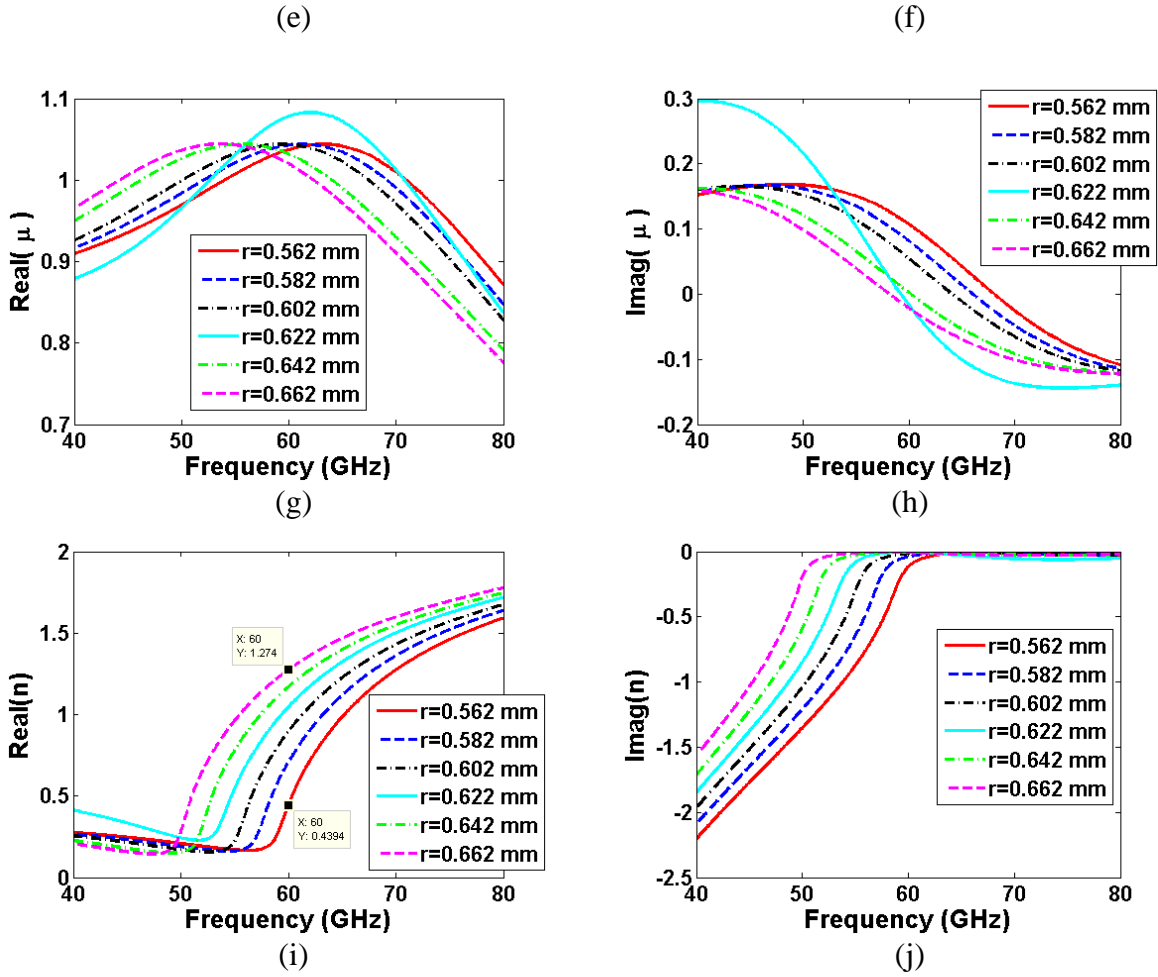 (e)
(f)
1.1
1
0.9
0.8
0.7
Real( μ )
r=0.562 mm
r=0.582 mm
r=0.602 mm
r=0.622 mm
r=0.642 mm
r=0.662 mm
40
50
60
70
80
Frequency (GHz)
(g)
0.3
0.2
0.1
0
-0.1
-0.2
Imag( μ )
r=0.562 mm
r=0.582 mm
r=0.602 mm
r=0.622 mm
r=0.642 mm
r=0.662 mm
40
50
60
70
80
Frequency (GHz)
(h)
2
1.5
1
0.5
0
Real(n)
X: 60
Y: 1.274
X: 60
Y: 0.4394
r=0.562 mm
r=0.582 mm
r=0.602 mm
r=0.622 mm
r=0.642 mm
r=0.662 mm
40
50
60
70
80
Frequency (GHz)
(i)
0
-0.5
-1
-1.5
-2
-2.5
Imag(n)
r=0.562 mm
r=0.582 mm
r=0.602 mm
r=0.622 mm
r=0.642 mm
r=0.662 mm
40
50
60
70
80
Frequency (GHz)
(j)